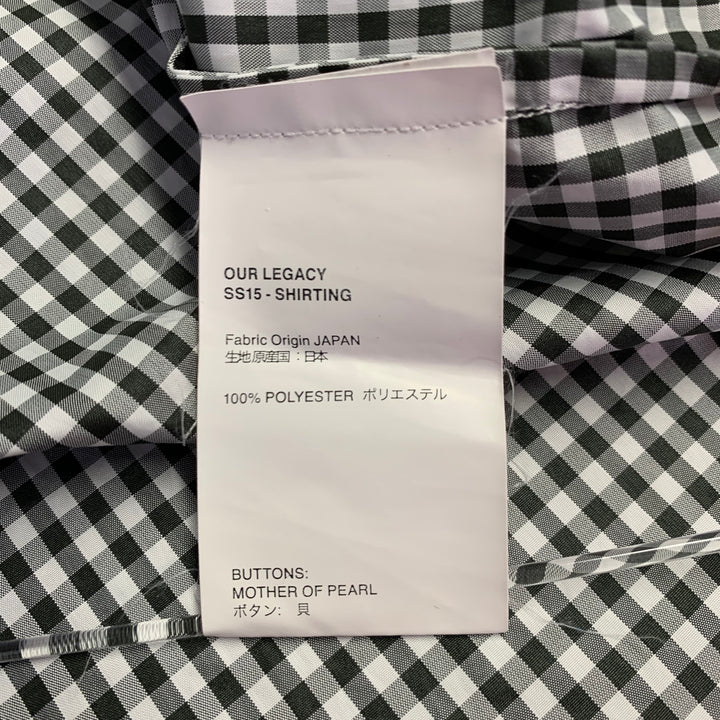 OUR LEGACY
SS15 - SHIRTING
Fabric Origin JAPAN
生地原産国：日本
100% POLYESTER ポリエステル
BUTTONS:
MOTHER OF PEARL
ボタン: 貝